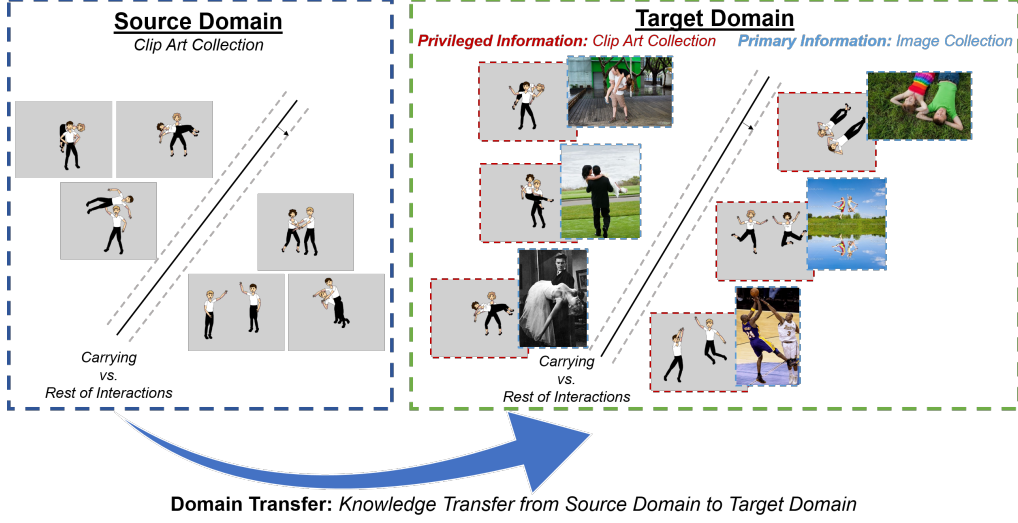 Source Domain
Clip Art Collection
Carrying
vs.
Rest of Interactions
Target Domain
Privileged Information: Clip Art Collection
Primary Information: Image Collection
Carrying
vs.
Rest of Interactions
Domain Transfer: Knowledge Transfer from Source Domain to Target Domain